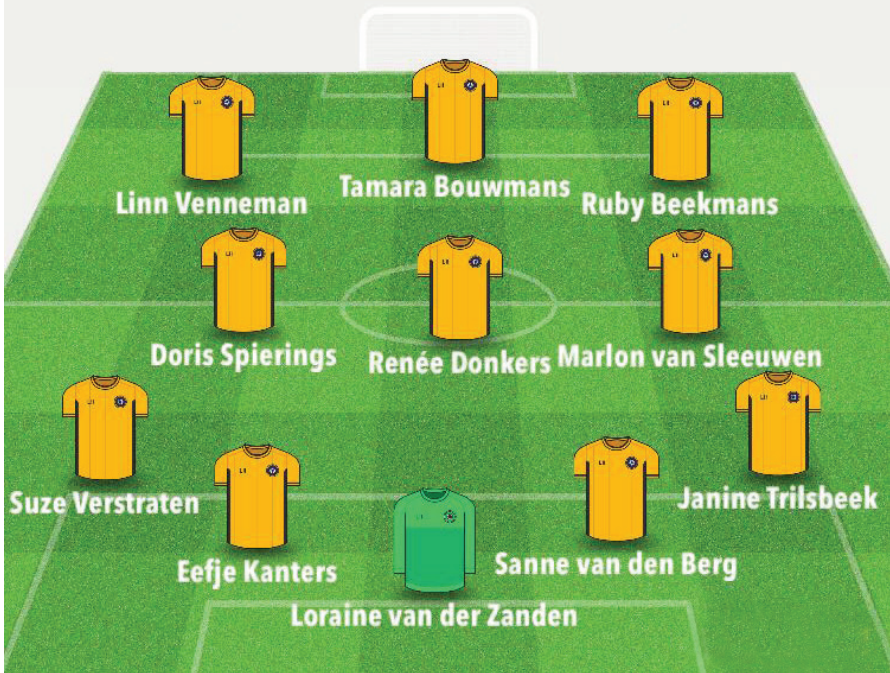 Linn Venneman
Tamara Bouwmans
Ruby Beekmans
Doris Spierings
Renée Donkers
Marlon van Sleeuwen
Suze Verstraten
Janine Trilsbeek
Eefje Kanters
Sanne van den Berg
Loraine van der Zanden